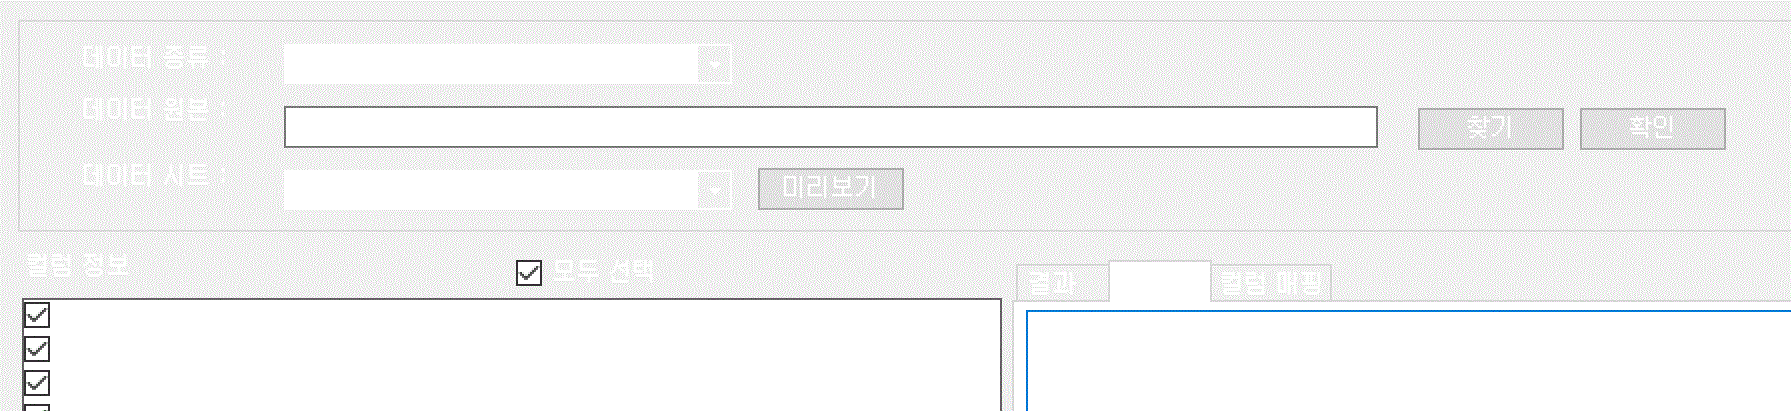 데이터 종류 :
데이터 원본 :
찾기
확인
데이터 시트 :
미리보기
컬럼 정보
모두 선택
결과
컬럼 매핑